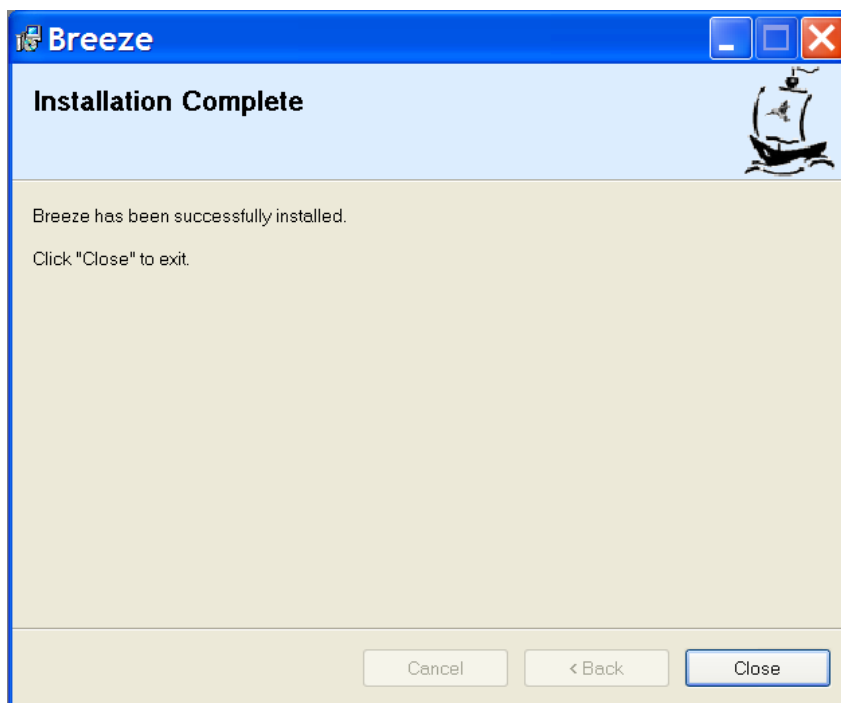 Breeze
Installation Complete
Breeze has been successfully installed.
Click "Close" to exit.
Cancel
< Back
Close